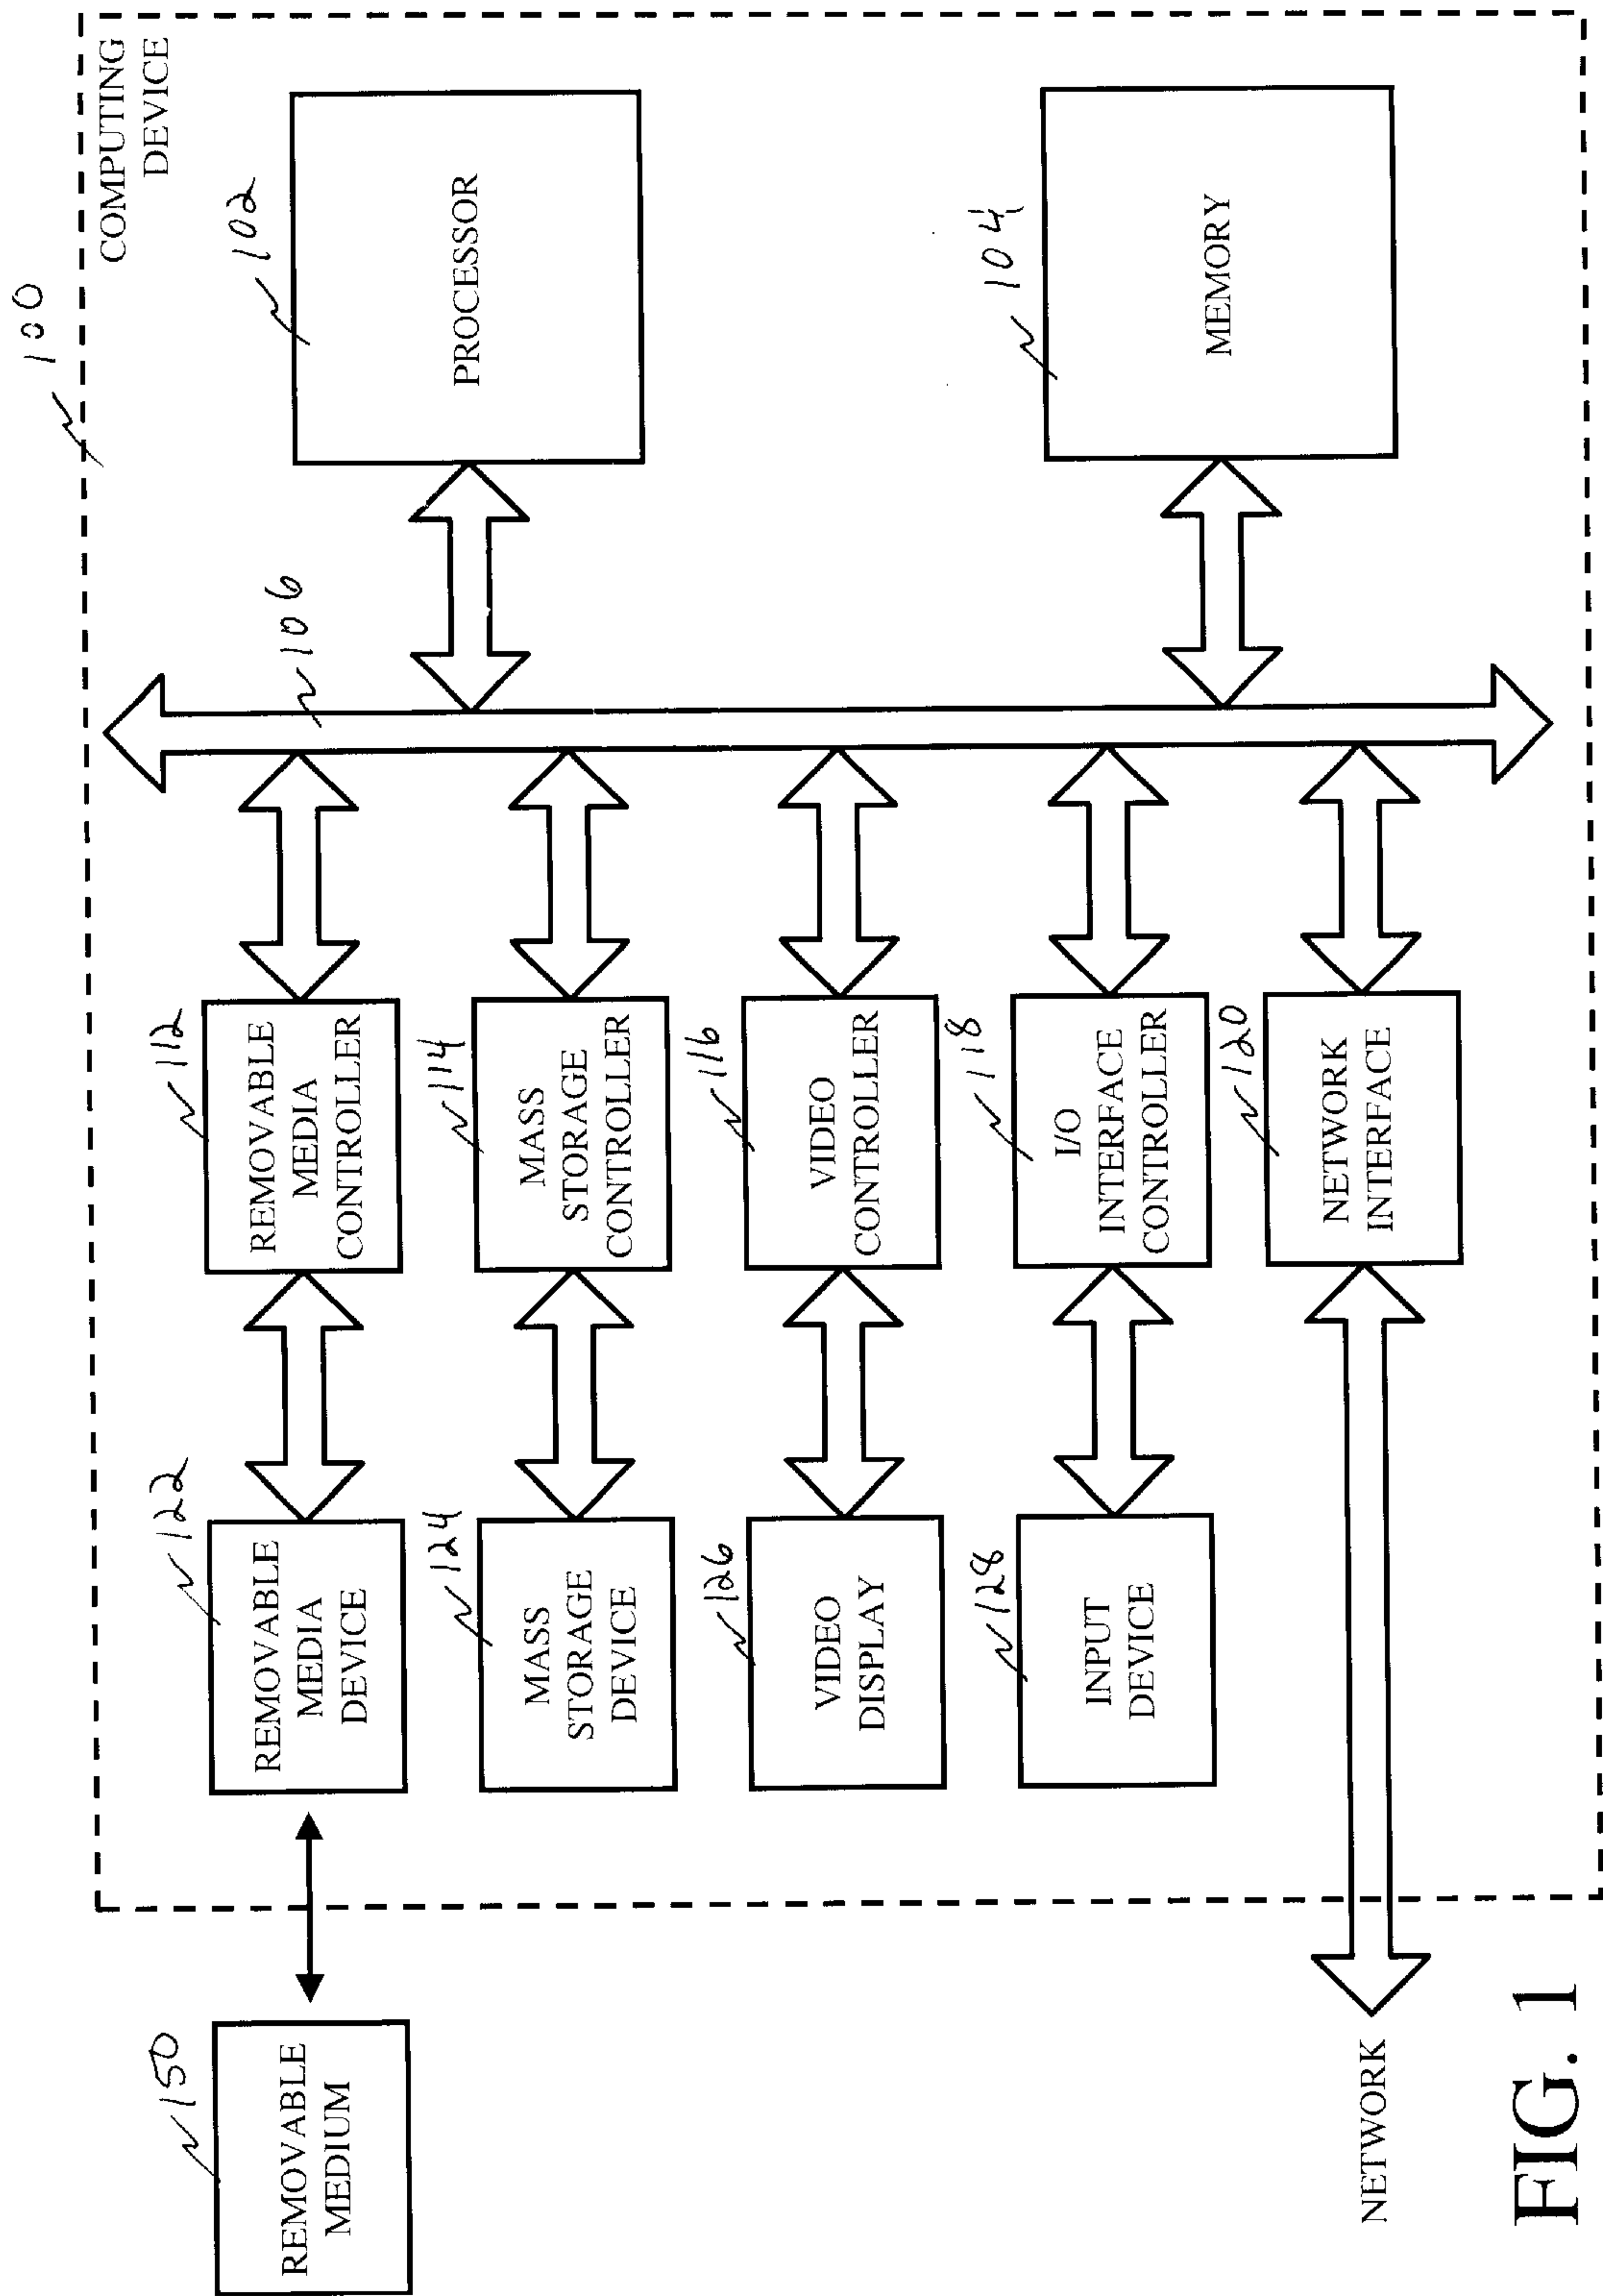 100
COMPUTING
DEVICE
150
REMOVABLE
MEDIUM
122
REMOVABLE
MEDIA
DEVICE
112
REMOVABLE
MEDIA
CONTROLLER
106
102
PROCESSOR
124
MASS
STORAGE
DEVICE
114
MASS
STORAGE
CONTROLLER
126
VIDEO
DISPLAY
116
VIDEO
CONTROLLER
128
INPUT
DEVICE
118
I/O
INTERFACE
CONTROLLER
104
MEMORY
120
NETWORK
INTERFACE
NETWORK
FIG. 1